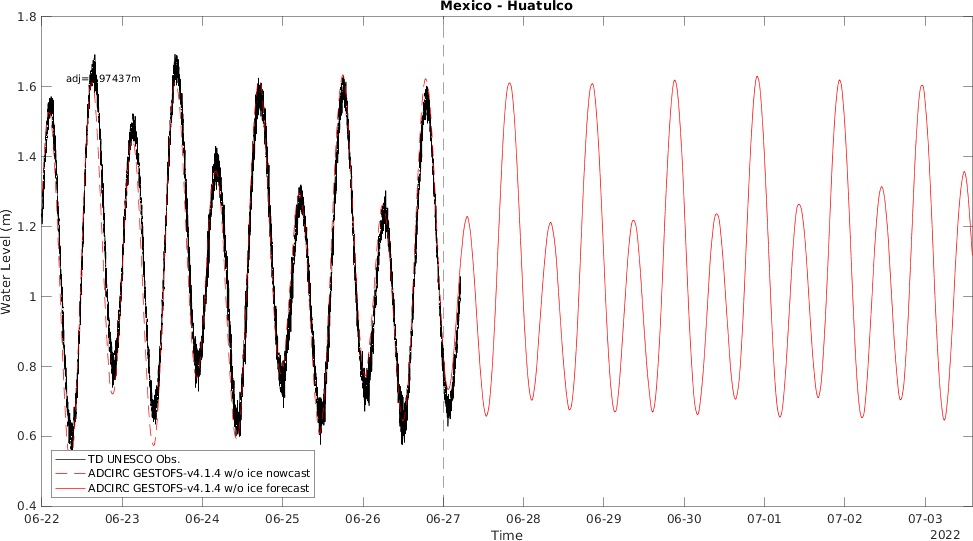 Mexico - Huatulco
1.8
1.6
1.4
1.2
1
0.8
0.6
0.4
Water Level (m)
97437m
TD UNESCO Obs.
ADCIRC GESTOFS-v4.1.4 w/o ice nowcast
ADCIRC GESTOFS-v4.1.4 w/o ice forecast
06-22 06-23 06-24 06-25 06-26 06-27 06-28 06-29 06-30 07-01 07-02 07-03
Time
2022